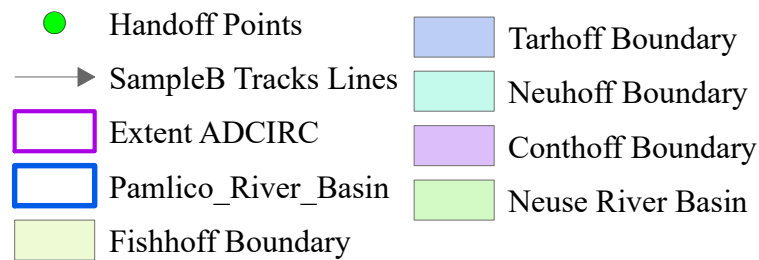 Handoff Points
SampleB Tracks Lines
Extent ADCIRC
Pamlico_River_Basin
Fishhoff Boundary
Tarhoff Boundary
Neuhoff Boundary
Conthoff Boundary
Neuse River Basin